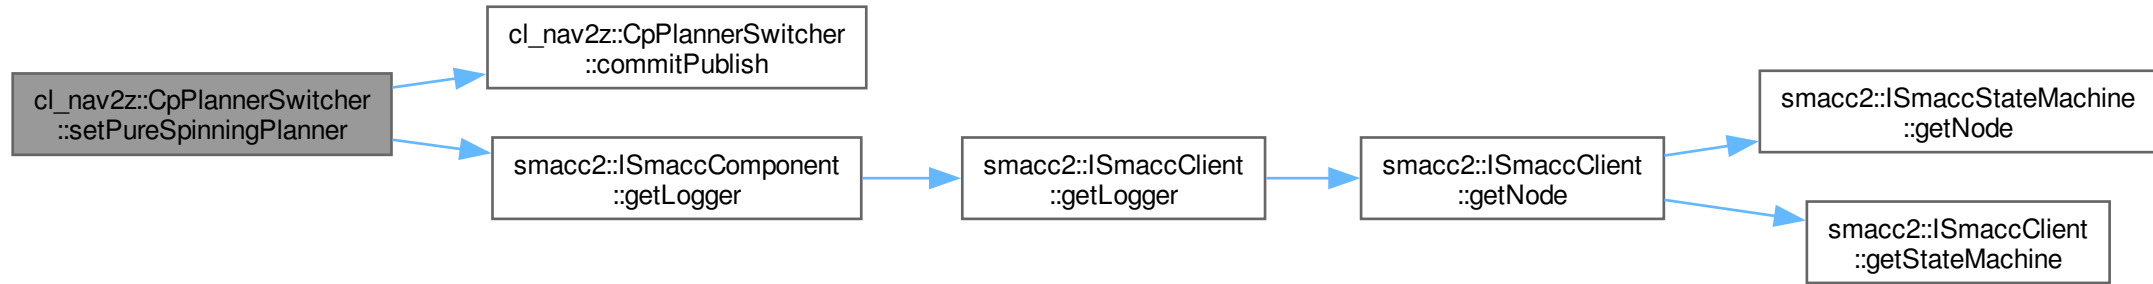 cl_nav2z::CpPlannerSwitcher
::setPureSpinningPlanner
cl_nav2z::CpPlannerSwitcher
::commitPublish
smacc2::ISmaccComponent
::getLogger
smacc2::ISmaccClient
::getLogger
smacc2::ISmaccClient
::getNode
smacc2::ISmaccStateMachine
::getNode
smacc2::ISmaccClient
::getStateMachine